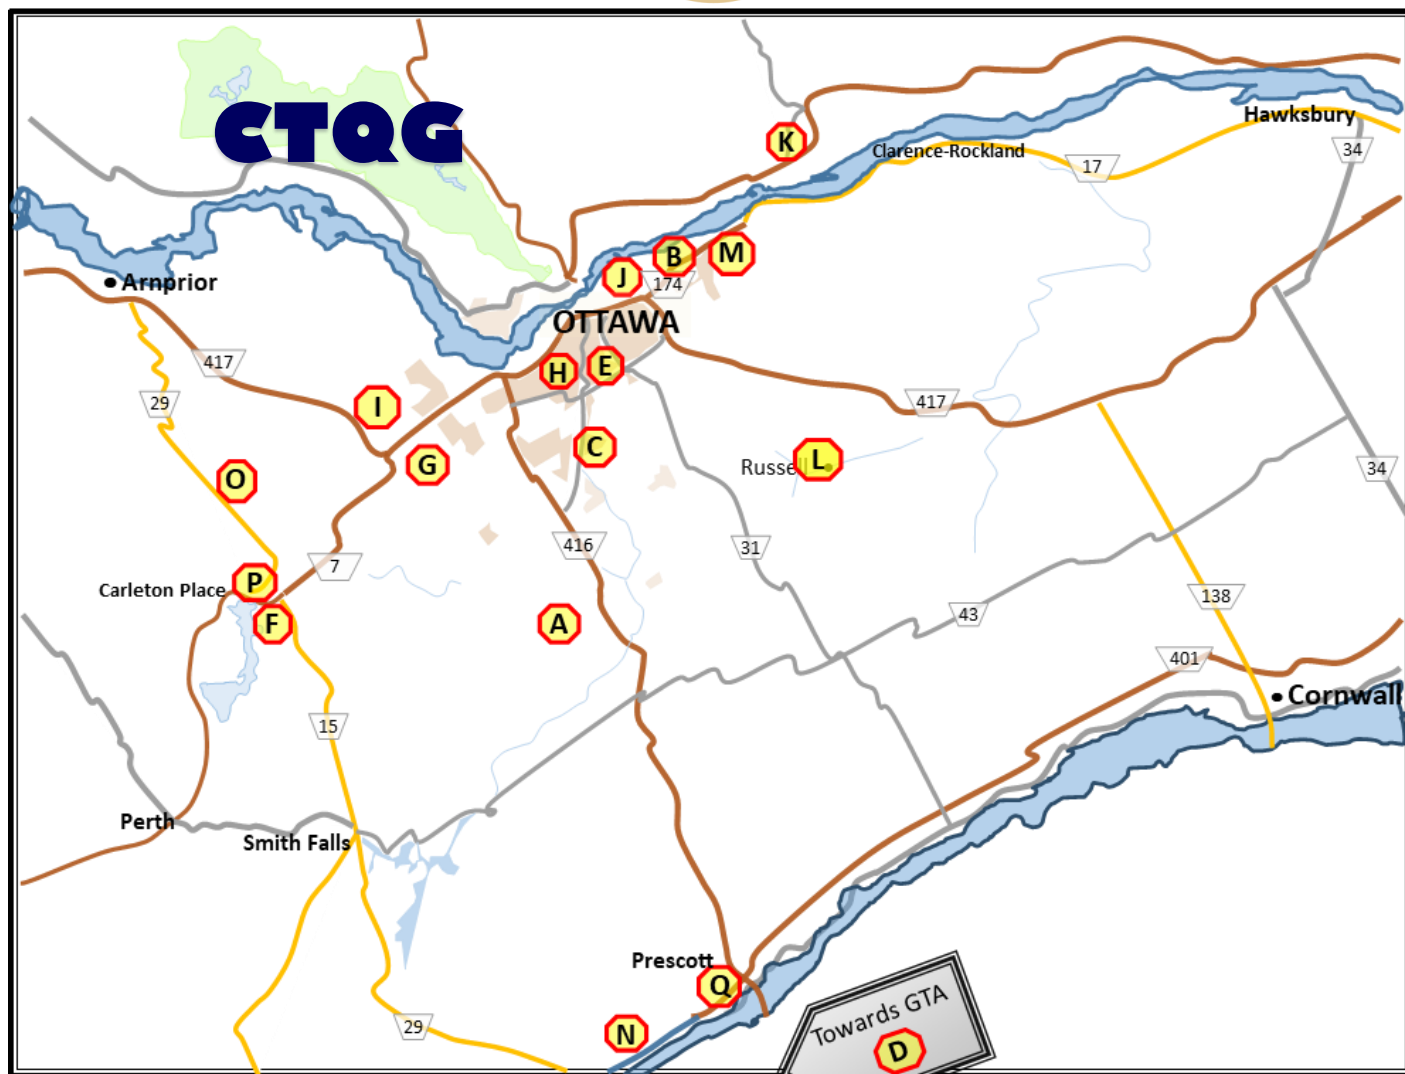 CTQG
K
Hawksbury
Clarence-Rockland
17
34
B
M
J
174
Arnprior
OTTAWA
417
H
E
29
I
417
C
G
Russell
L
34
O
416
31
7
P
Carleton Place
138
43
F
A
401
Cornwall
15
Perth
Smith Falls
Prescott
Q
Towards GTA
29
N
D